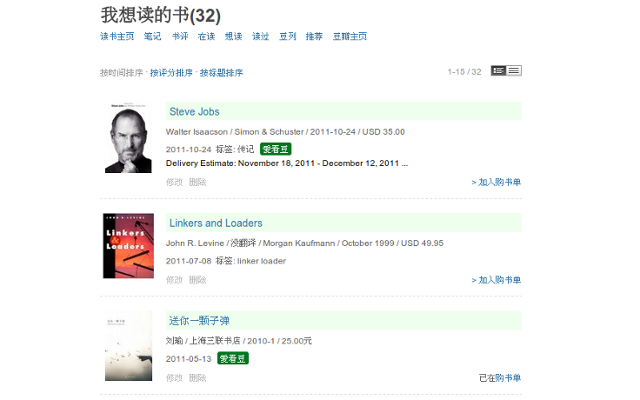 我想读的书(32)
读书主页 笔记 书评 在读 想读 读过 豆列 推荐 豆瓣主页
按时间排序 · 按评分排序 · 按标题排序 1-15 / 32
Steve Jobs
Walter Isaacson / Simon & Schuster / 2011-10-24 / USD 35.00
2011-10-24 标签: 传记 爱看豆
Delivery Estimate: November 18, 2011 - December 12, 2011 ...
修改 删除 > 加入购书单
Linkers and Loaders
Linkers and Loaders
John R. Levine / 没翻译 / Morgan Kaufmann / October 1999 / USD 49.95
2011-07-08 标签: linker loader
修改 删除 > 加入购书单
送你一颗子弹
刘瑜 / 上海三联书店 / 2010-1 / 25.00元
2011-05-13 爱看豆
修改 删除 已在购书单